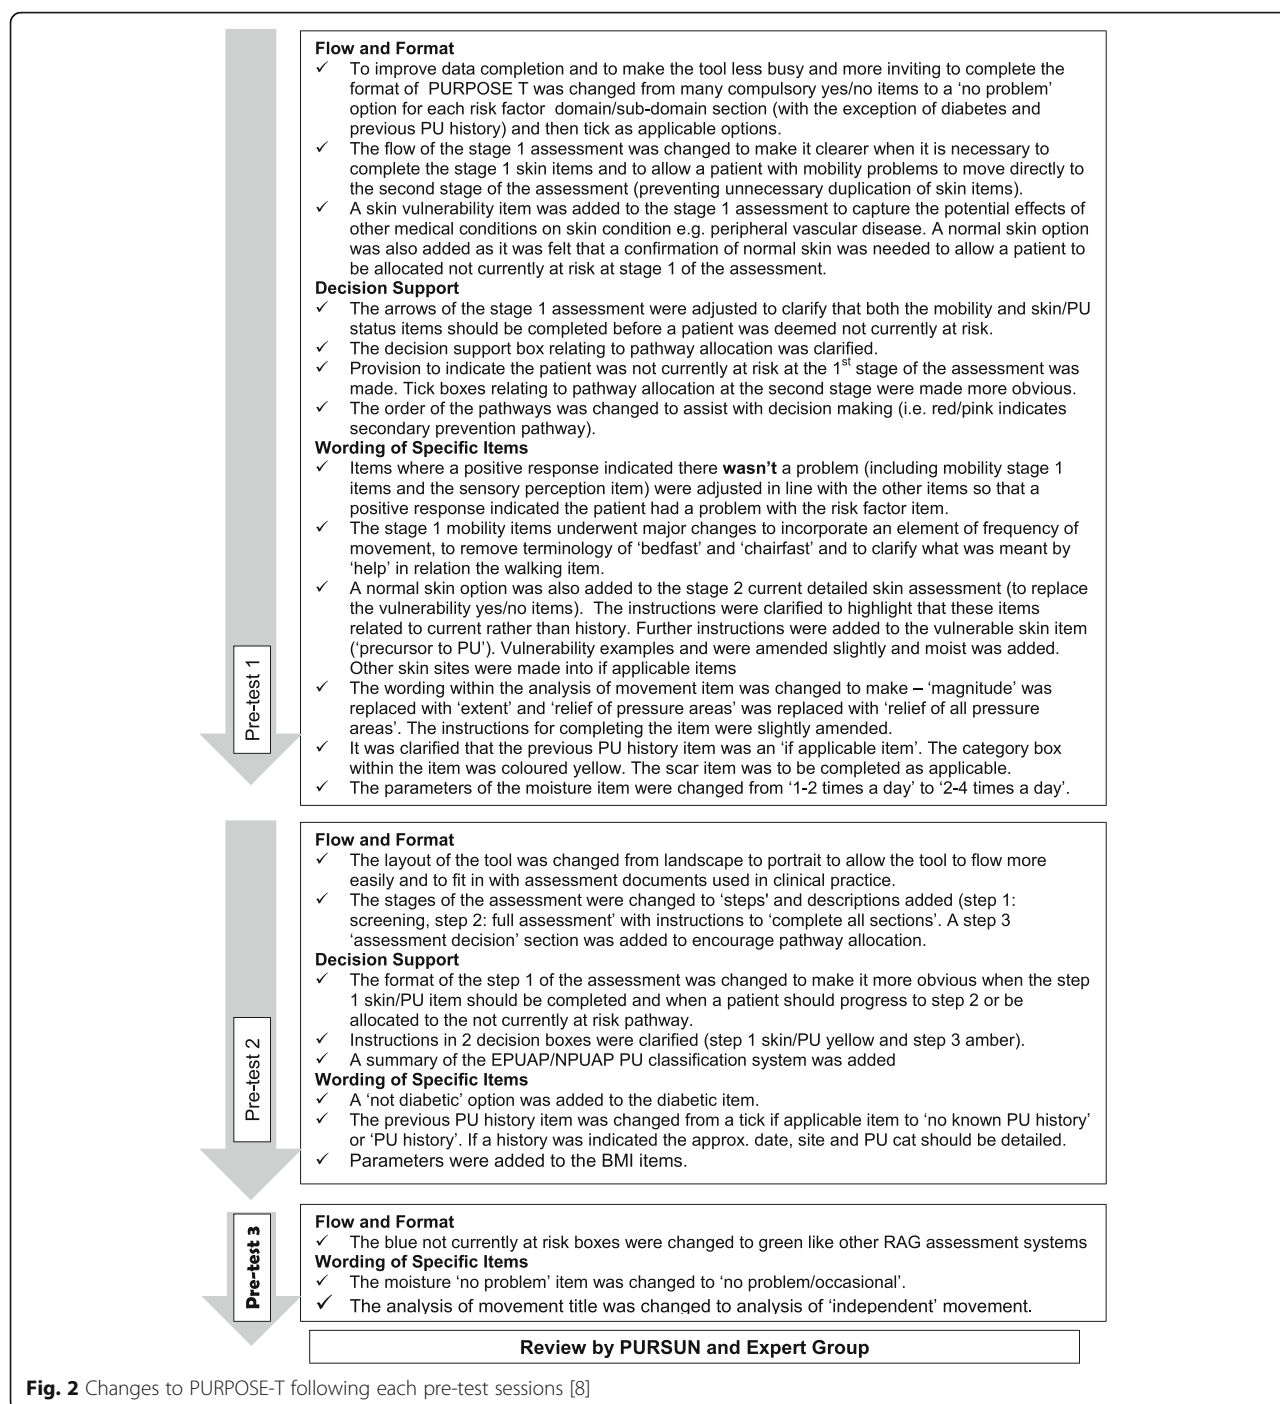 Flow and Format
✓ To improve data completion and to make the tool less busy and more inviting to complete the
format of PURPOSE T was changed from many compulsory yes/no items to a ‘no problem’
option for each risk factor domain/sub-domain section (with the exception of diabetes and
previous PU history) and then tick as applicable options.
✓ The flow of the stage 1 assessment was changed to make it clearer when it is necessary to
complete the stage 1 skin items and to allow a patient with mobility problems to move directly to
the second stage of the assessment (preventing unnecessary duplication of skin items).
✓ A skin vulnerability item was added to the stage 1 assessment to capture the potential effects of
other medical conditions on skin condition e.g. peripheral vascular disease. A normal skin option
was also added as it was felt that a confirmation of normal skin was needed to allow a patient to
be allocated not currently at risk at stage 1 of the assessment.
Decision Support
✓ The arrows of the stage 1 assessment were adjusted to clarify that both the mobility and skin/PU
status items should be completed before a patient was deemed not currently at risk.
✓ The decision support box relating to pathway allocation was clarified.
✓ Provision to indicate the patient was not currently at risk at the 1st stage of the assessment was
made. Tick boxes relating to pathway allocation at the second stage were made more obvious.
✓ The order of the pathways was changed to assist with decision making (i.e. red/pink indicates
secondary prevention pathway).
Wording of Specific Items
✓ Items where a positive response indicated there wasn’t a problem (including mobility stage 1
items and the sensory perception item) were adjusted in line with the other items so that a
positive response indicated the patient had a problem with the risk factor item.
✓ The stage 1 mobility items underwent major changes to incorporate an element of frequency of
movement, to remove terminology of ‘bedfast’ and ‘chairfast’ and to clarify what was meant by
‘help’ in relation the walking item.
✓ A normal skin option was also added to the stage 2 current detailed skin assessment (to replace
the vulnerability yes/no items). The instructions were clarified to highlight that these items
related to current rather than history. Further instructions were added to the vulnerable skin item
(‘precursor to PU’). Vulnerability examples and were amended slightly and moist was added.
Other skin sites were made into if applicable items
✓ The wording within the analysis of movement item was changed to make – ‘magnitude’ was
replaced with ‘extent’ and ‘relief of pressure areas’ was replaced with ‘relief of all pressure
areas’. The instructions for completing the item were slightly amended.
✓ It was clarified that the previous PU history item was an ‘if applicable item’. The category box
within the item was coloured yellow. The scar item was to be completed as applicable.
✓ The parameters of the moisture item were changed from ‘1-2 times a day’ to ‘2-4 times a day’.
Pre-test 1
Flow and Format
✓ The layout of the tool was changed from landscape to portrait to allow the tool to flow more
easily and to fit in with assessment documents used in clinical practice.
✓ The stages of the assessment were changed to ‘steps' and descriptions added (step 1:
screening, step 2: full assessment’ with instructions to ‘complete all sections’. A step 3
‘assessment decision’ section was added to encourage pathway allocation.
Decision Support
✓ The format of the step 1 of the assessment was changed to make it more obvious when the step
1 skin/PU item should be completed and when a patient should progress to step 2 or be
allocated to the not currently at risk pathway.
✓ Instructions in 2 decision boxes were clarified (step 1 skin/PU yellow and step 3 amber).
✓ A summary of the EPUAP/NPUAP PU classification system was added
Wording of Specific Items
✓ A ‘not diabetic’ option was added to the diabetic item.
✓ The previous PU history item was changed from a tick if applicable item to ‘no known PU history’
or ‘PU history’. If a history was indicated the approx. date, site and PU cat should be detailed.
✓ Parameters were added to the BMI items.
Pre-test 2
Flow and Format
✓ The blue not currently at risk boxes were changed to green like other RAG assessment systems
Wording of Specific Items
✓ The moisture ‘no problem’ item was changed to ‘no problem/occasional’.
✓ The analysis of movement title was changed to analysis of ‘independent’ movement.
Pre-test 3
Review by PURSUN and Expert Group
Fig. 2 Changes to PURPOSE-T following each pre-test sessions [8]